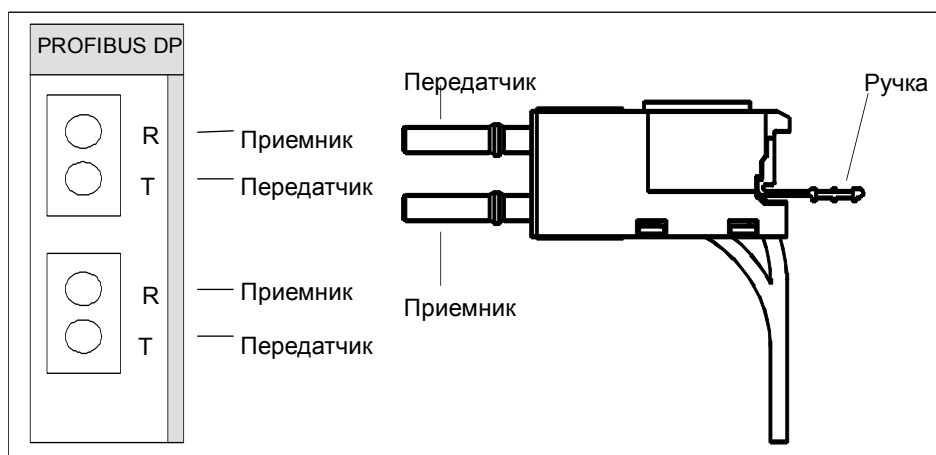 PROFIBUS DP
R Приемник
T Передатчик
R Приемник
T Передатчик
Передатчик
Ручка
Приемник